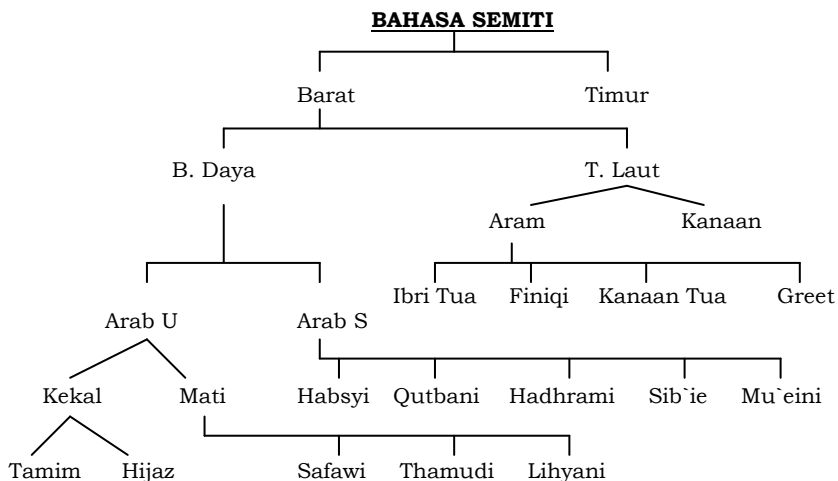 BAHASA SEMITI
Barat Timur
B. Daya T. Laut
Aram Kanaan
Ibri Tua Finiqi Kanaan Tua Greet
Arab U Arab S
Kekal Mati Habsyi Qutbani Hadhrami Sib`ie Mu`eini
Tamim Hijaz Safawi Thamudi Lihyani